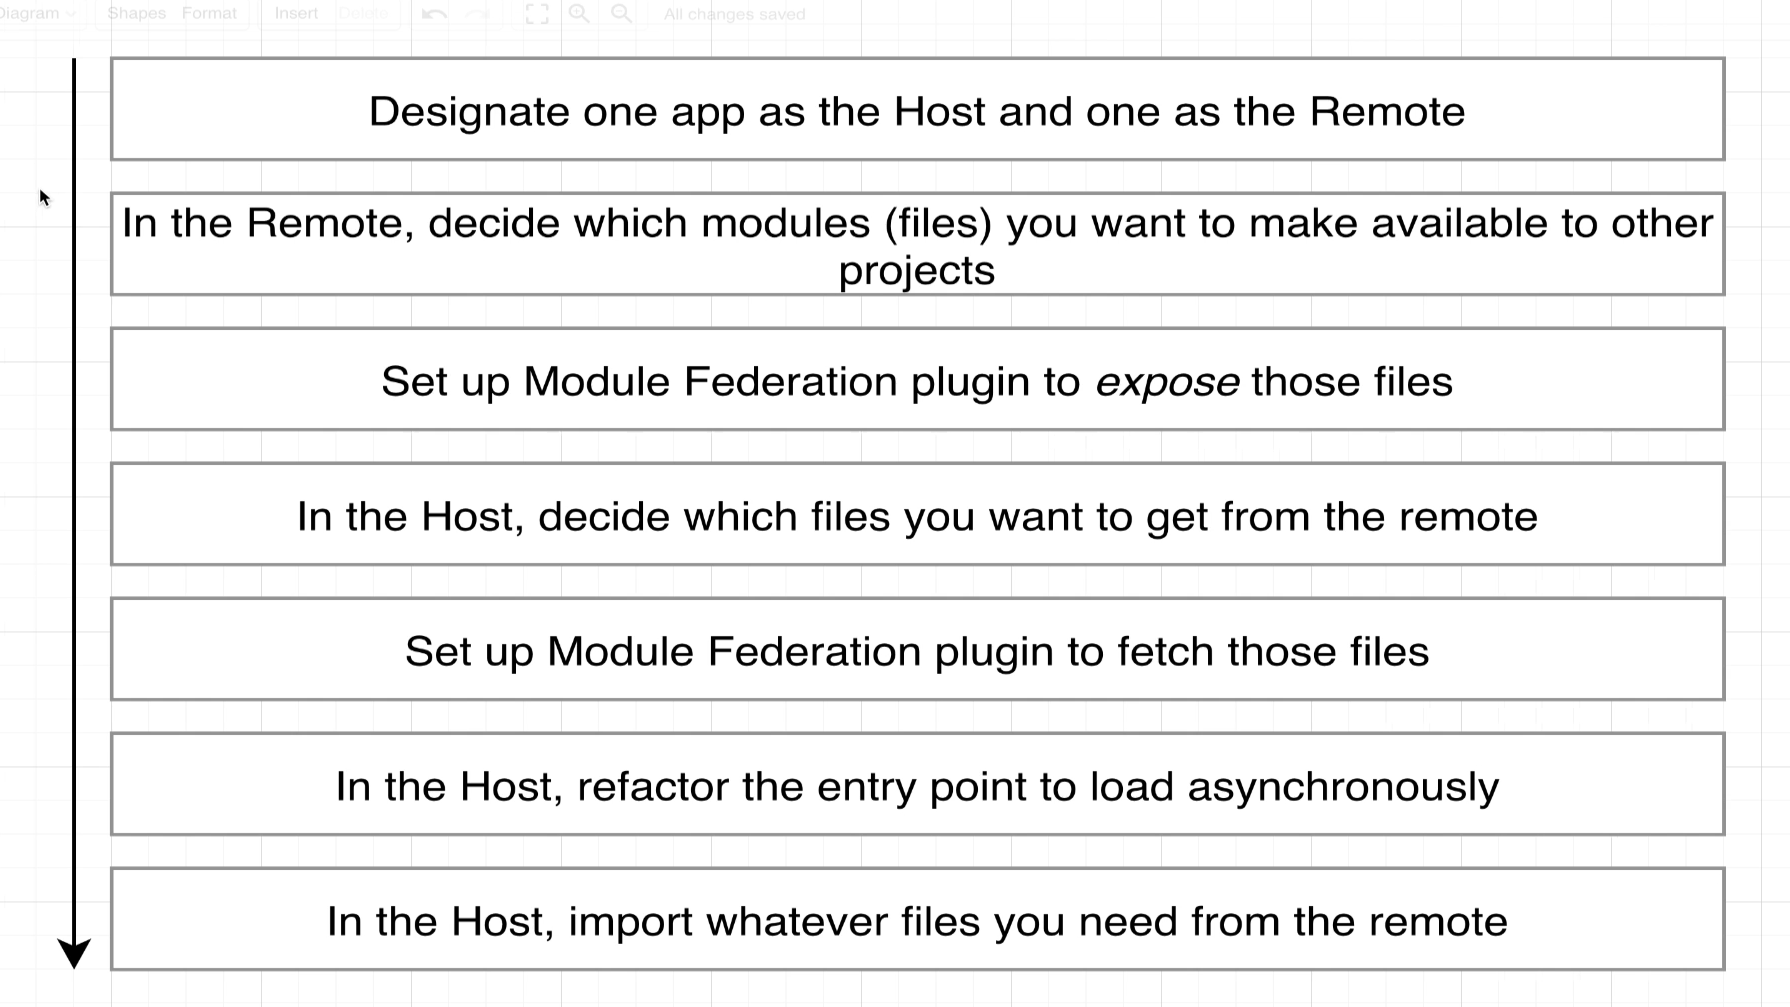 Diagram Shapes Format Insert Delete All changes saved
Designate one app as the Host and one as the Remote
In the Remote, decide which modules (files) you want to make available to other
projects
Set up Module Federation plugin to expose those files
In the Host, decide which files you want to get from the remote
Set up Module Federation plugin to fetch those files
In the Host, refactor the entry point to load asynchronously
In the Host, import whatever files you need from the remote